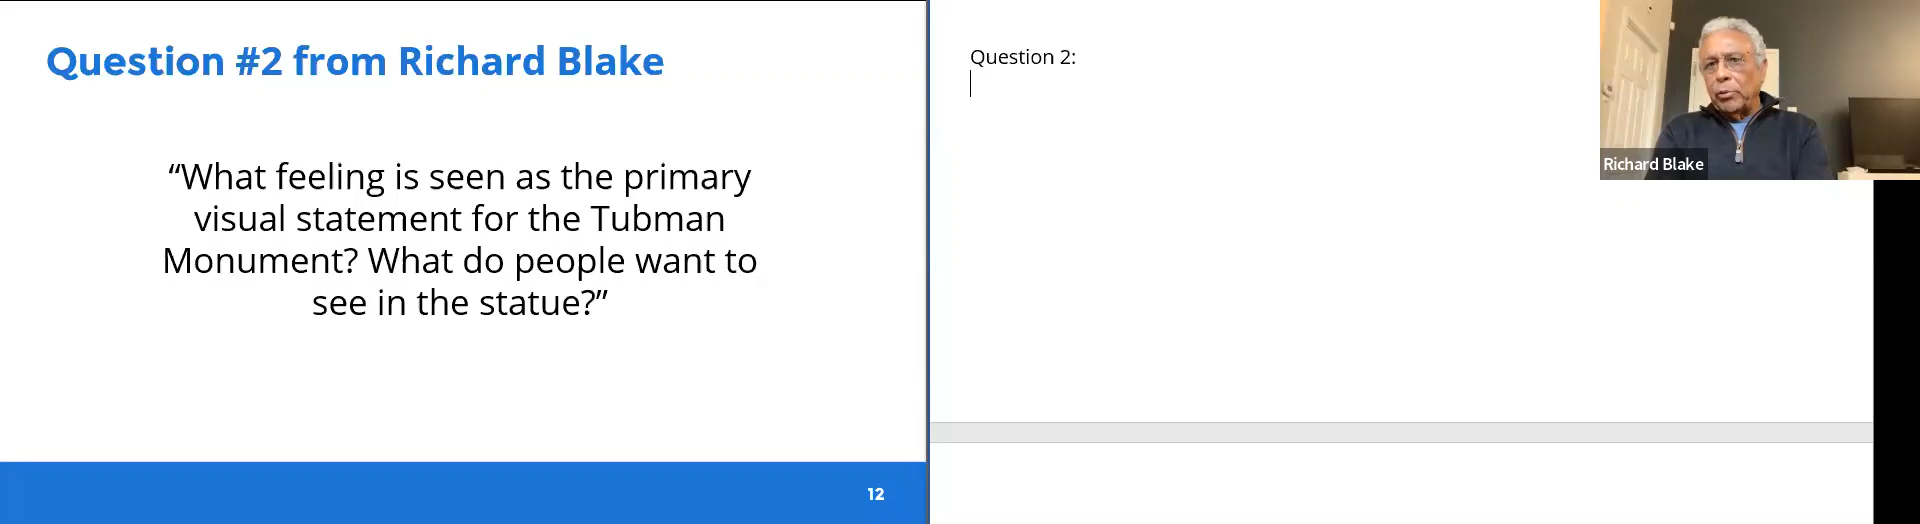 Question #2 from Richard Blake
“What feeling is seen as the primary
visual statement for the Tubman
Monument? What do people want to
see in the statue?”
12
Question 2:
Richard Blake